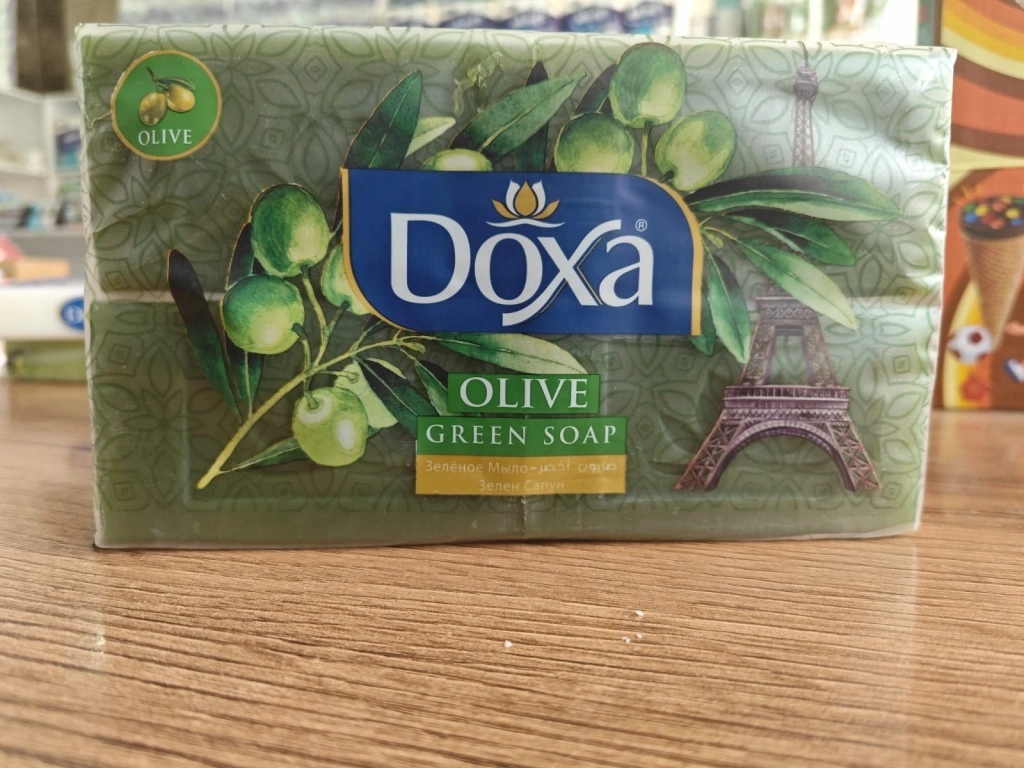 OLIVE
DOXA®
OLIVE
GREEN SOAP
Зелёное Мыло-صابون أخضر
Зелен Сапун